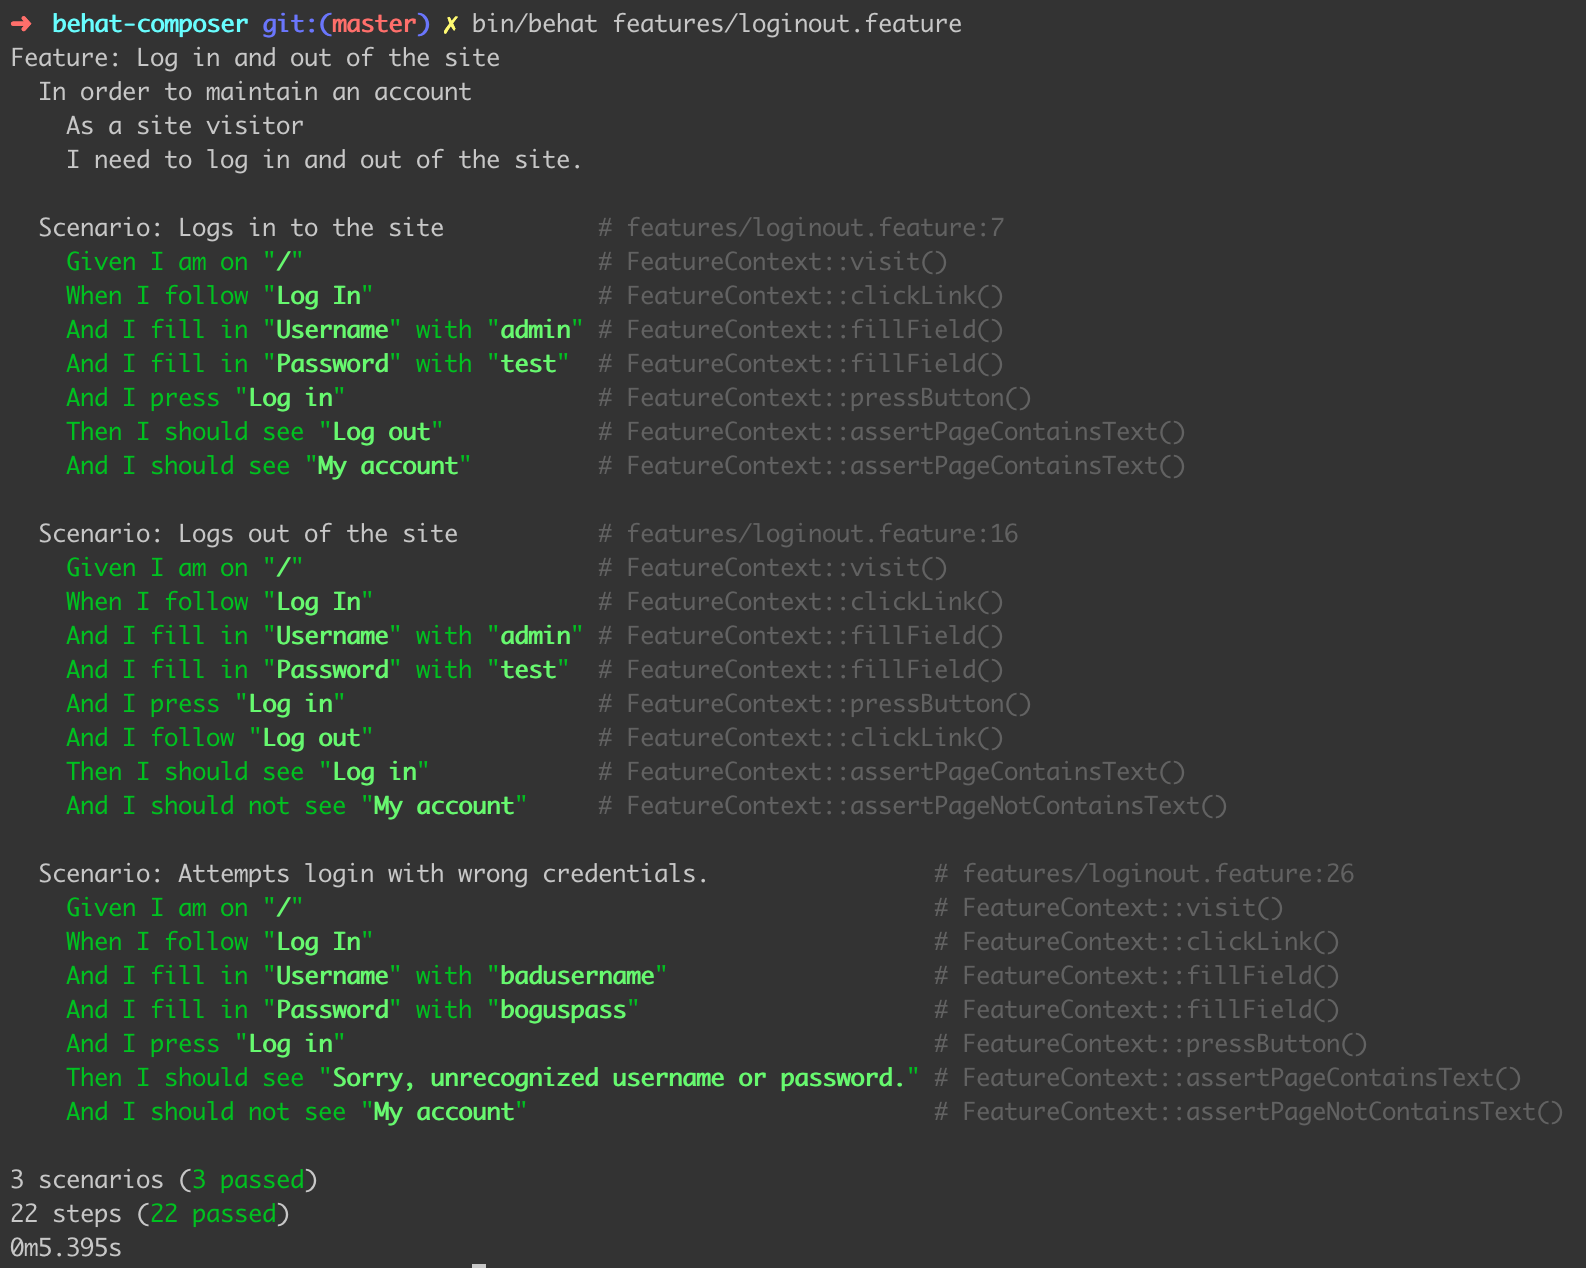 ➜  behat-composer git:(master) ✗ bin/behat features/loginout.feature
Feature: Log in and out of the site
  In order to maintain an account
    As a site visitor
    I need to log in and out of the site.

  Scenario: Logs in to the site           # features/loginout.feature:7
    Given I am on "/"                     # FeatureContext::visit()
    When I follow "Log In"                # FeatureContext::clickLink()
    And I fill in "Username" with "admin" # FeatureContext::fillField()
    And I fill in "Password" with "test"  # FeatureContext::fillField()
    And I press "Log in"                  # FeatureContext::pressButton()
    Then I should see "Log out"           # FeatureContext::assertPageContainsText()
    And I should see "My account"         # FeatureContext::assertPageContainsText()

  Scenario: Logs out of the site          # features/loginout.feature:16
    Given I am on "/"                     # FeatureContext::visit()
    When I follow "Log In"                # FeatureContext::clickLink()
    And I fill in "Username" with "admin" # FeatureContext::fillField()
    And I fill in "Password" with "test"  # FeatureContext::fillField()
    And I press "Log in"                  # FeatureContext::pressButton()
    And I follow "Log out"                # FeatureContext::clickLink()
    Then I should see "Log in"            # FeatureContext::assertPageContainsText()
    And I should not see "My account"     # FeatureContext::assertPageNotContainsText()

  Scenario: Attempts login with wrong credentials.                # features/loginout.feature:26
    Given I am on "/"                                             # FeatureContext::visit()
    When I follow "Log In"                                        # FeatureContext::clickLink()
    And I fill in "Username" with "badusername"                   # FeatureContext::fillField()
    And I fill in "Password" with "boguspass"                     # FeatureContext::fillField()
    And I press "Log in"                                          # FeatureContext::pressButton()
    Then I should see "Sorry, unrecognized username or password." # FeatureContext::assertPageContainsText()
    And I should not see "My account"                             # FeatureContext::assertPageNotContainsText()

3 scenarios (3 passed)
22 steps (22 passed)
0m5.395s